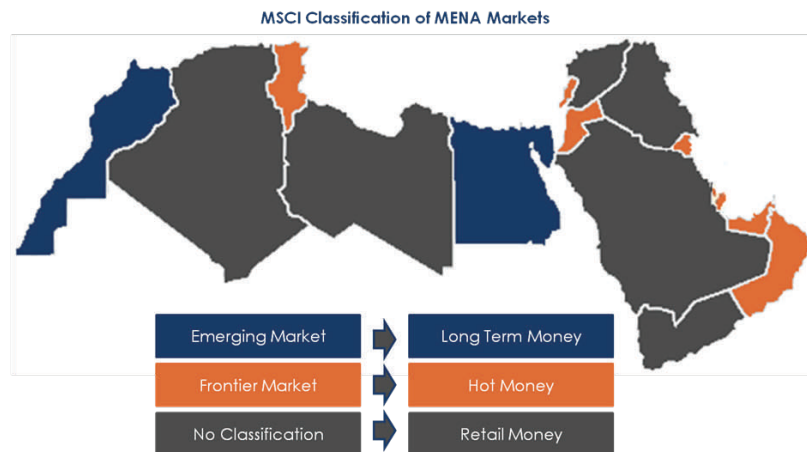 MSCI Classification of MENA Markets
Emerging Market
Long Term Money
Frontier Market
Hot Money
No Classification
Retail Money